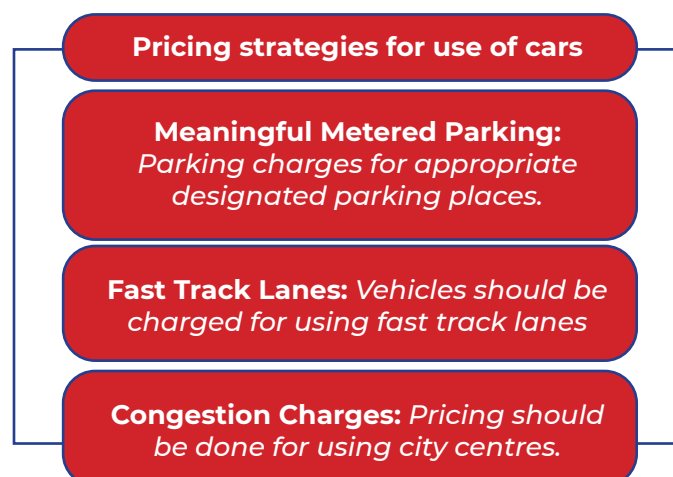 Pricing strategies for use of cars
Meaningful Metered Parking:
Parking charges for appropriate
designated parking places.
Fast Track Lanes: Vehicles should be
charged for using fast track lanes
Congestion Charges: Pricing should
be done for using city centres.